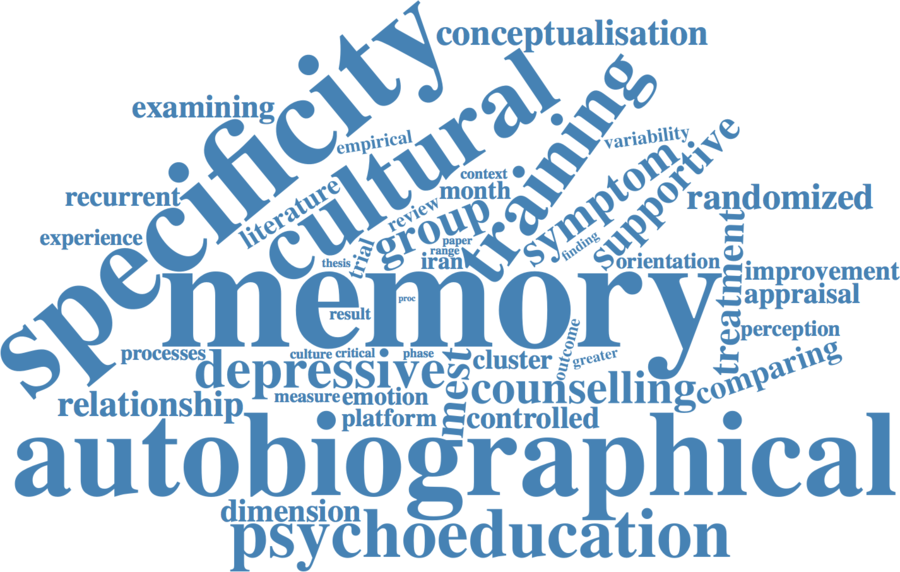 conceptualisation
specificity
cultural
training
examining
empirical
variability
symptom
supportive
recurrent
literature
context
month
review
group
randomized
experience
trial
paper
range
finding
thesis
iran
orientation
treatment
memory
improvement
appraisal
proc
result
perception
processes
culture
critical
phase
cluster
outcome
greater
depressive
mest
counselling
comparing
measure
emotion
relationship
platform
controlled
autobiographical
dimension
psychoeducation